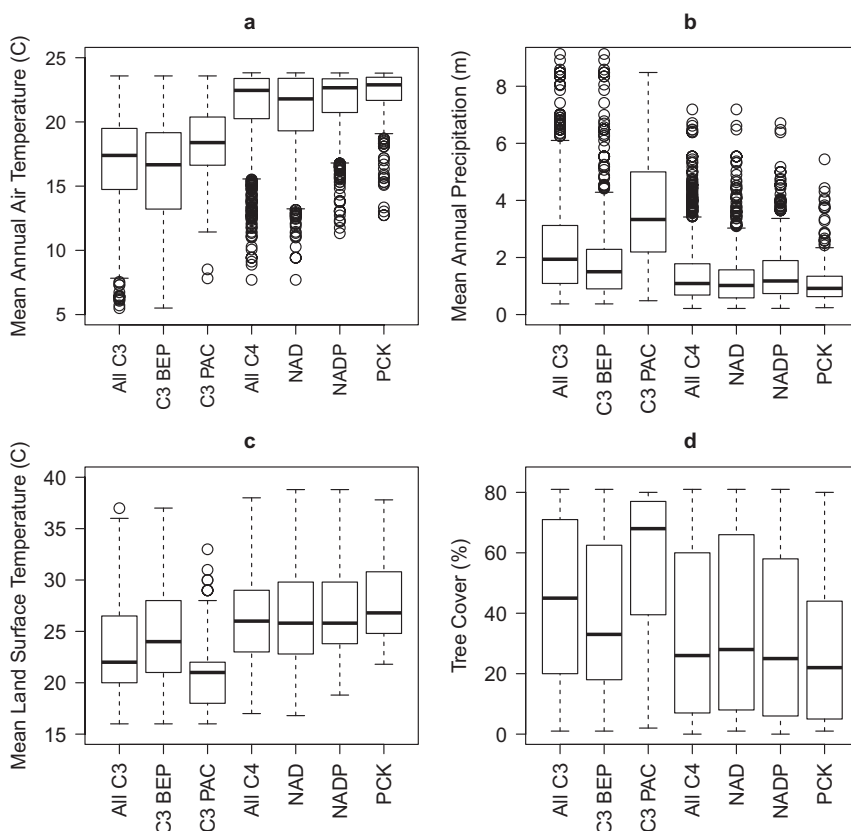 a
Mean Annual Air Temperature (C)
25
20
15
10
5
All C3
C3 BEP
C3 PAC
All C4
NAD
NADP
PCK
b
Mean Annual Precipitation (m)
8
6
4
2
0
All C3
C3 BEP
C3 PAC
All C4
NAD
NADP
PCK
c
Mean Land Surface Temperature (C)
40
35
30
25
20
15
All C3
C3 BEP
C3 PAC
All C4
NAD
NADP
PCK
d
Tree Cover (%)
80
60
40
20
0
All C3
C3 BEP
C3 PAC
All C4
NAD
NADP
PCK